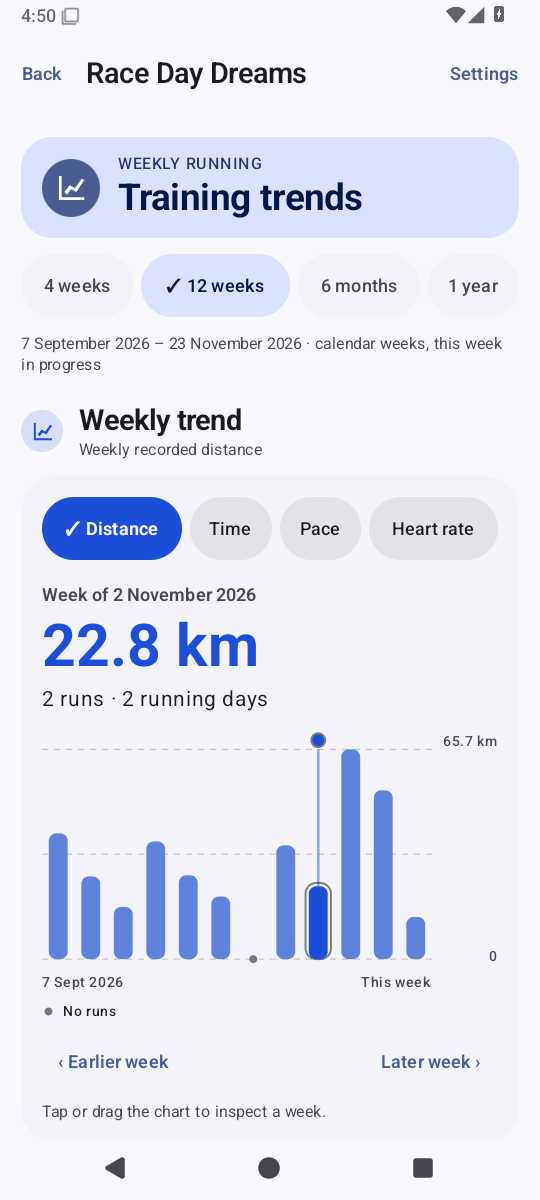 4:50
Back
Race Day Dreams
Settings
WEEKLY RUNNING
Training trends
4 weeks
✓ 12 weeks
6 months
1 year
7 September 2026 – 23 November 2026 · calendar weeks, this week
in progress
Weekly trend
Weekly recorded distance
✓ Distance
Time
Pace
Heart rate
Week of 2 November 2026
22.8 km
2 runs · 2 running days
65.7 km
0
7 Sept 2026
This week
No runs
‹ Earlier week
Later week ›
Tap or drag the chart to inspect a week.